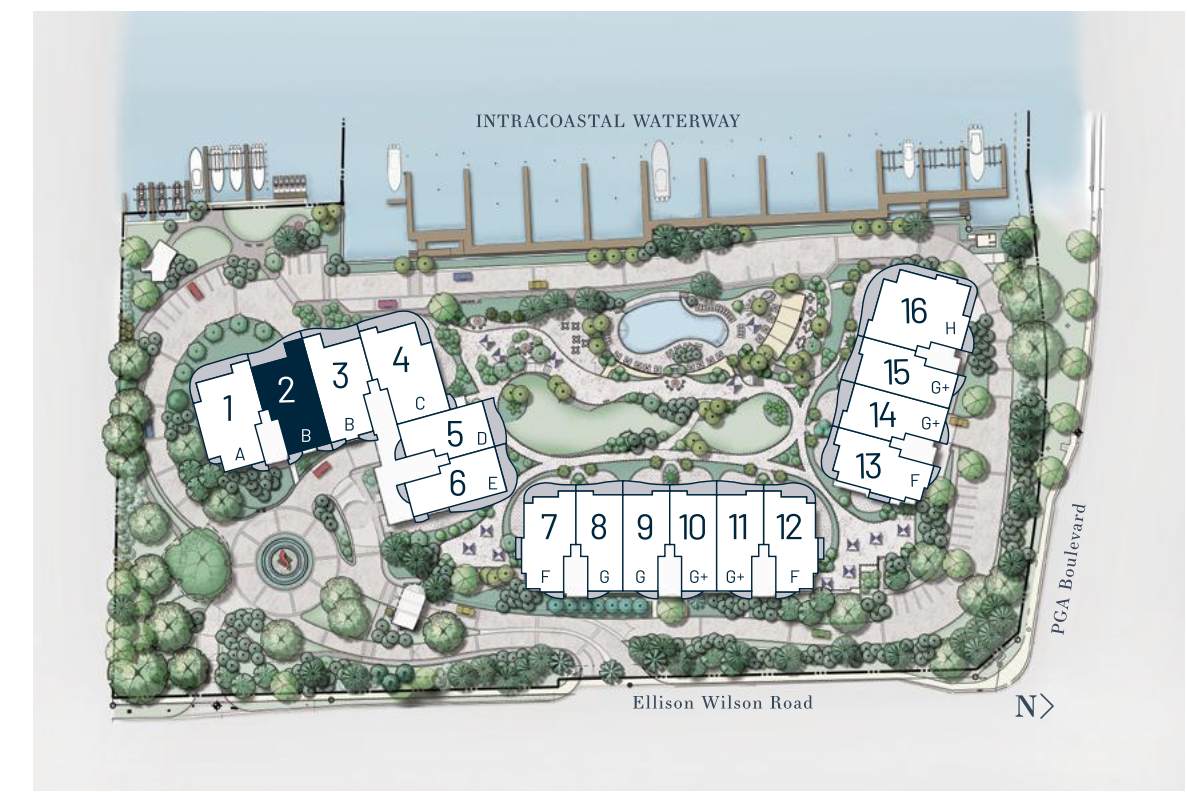 INTRACOASTAL WATERWAY
1
A
2
B
3
B
4
C
5
D
6
E
7
F
8
G
9
G
10
G+
11
G+
12
F
13
F
14
G+
15
G+
16
H
PGA Boulevard
Ellison Wilson Road
N